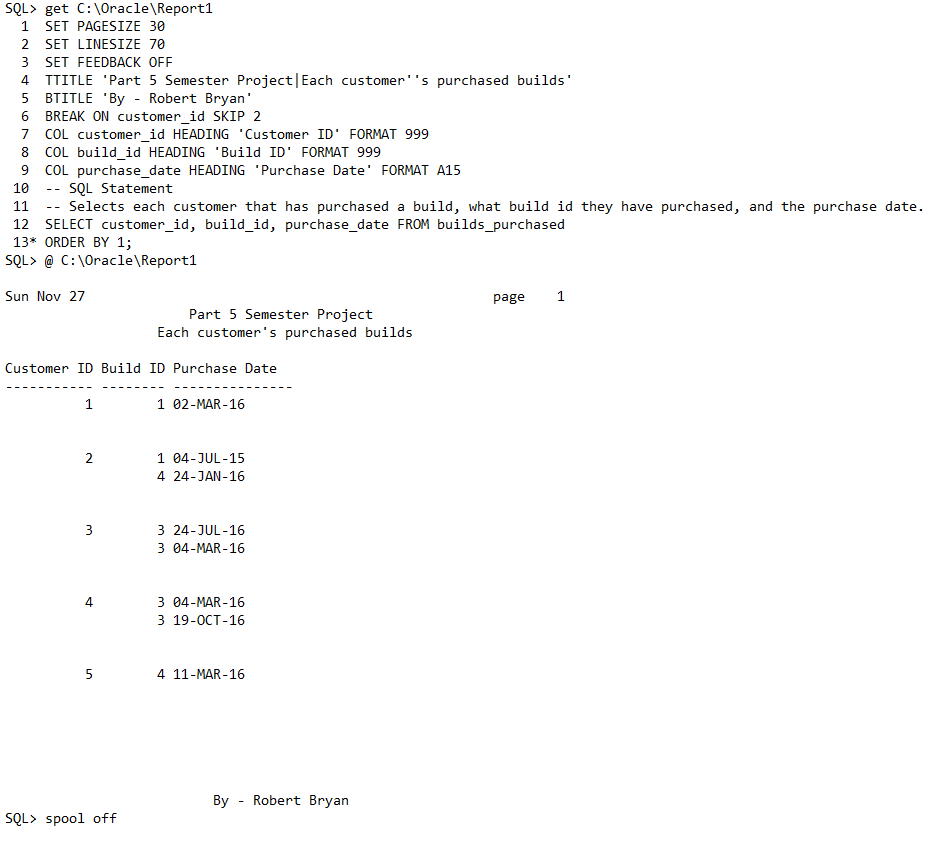 SQL> get C:\Oracle\Report1
  1  SET PAGESIZE 30
  2  SET LINESIZE 70
  3  SET FEEDBACK OFF
  4  TTITLE 'Part 5 Semester Project|Each customer''s purchased builds'
  5  BTITLE 'By - Robert Bryan'
  6  BREAK ON customer_id SKIP 2
  7  COL customer_id HEADING 'Customer ID' FORMAT 999
  8  COL build_id HEADING 'Build ID' FORMAT 999
  9  COL purchase_date HEADING 'Purchase Date' FORMAT A15
 10  -- SQL Statement
 11  -- Selects each customer that has purchased a build, what build id they have purchased, and the purchase date.
 12  SELECT customer_id, build_id, purchase_date FROM builds_purchased
 13* ORDER BY 1;
SQL> @ C:\Oracle\Report1
Sun Nov 27                                                   page    1
                       Part 5 Semester Project
                   Each customer's purchased builds
Customer ID Build ID Purchase Date
----------- -------- ---------------
          1        1 02-MAR-16
          2        1 04-JUL-15
                   4 24-JAN-16
          3        3 24-JUL-16
                   3 04-MAR-16
          4        3 04-MAR-16
                   3 19-OCT-16
          5        4 11-MAR-16
                          By - Robert Bryan
SQL> spool off